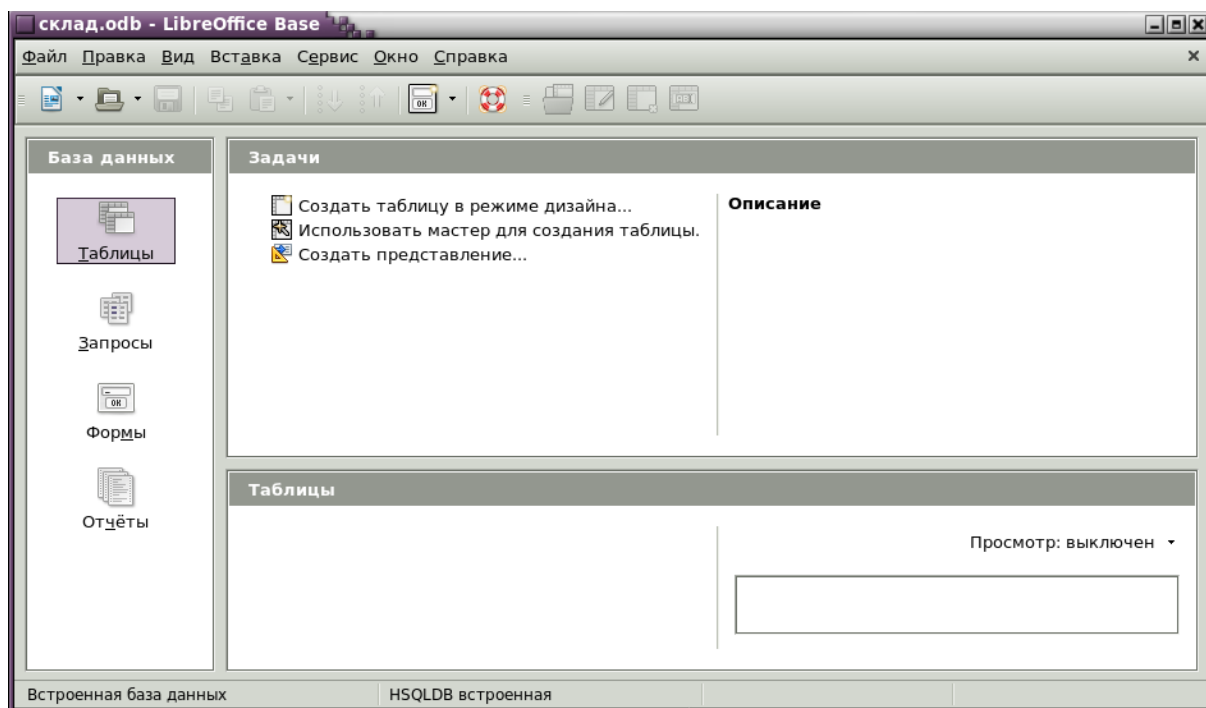 склад.odb - LibreOffice Base
Файл Правка Вид Вставка Сервис Окно Справка
База данных
Таблицы
Запросы
Формы
Отчёты
Задачи
Создать таблицу в режиме дизайна...
Использовать мастер для создания таблицы.
Создать представление...
Описание
Таблицы
Просмотр: выключен
Встроенная база данных
HSQLDB встроенная